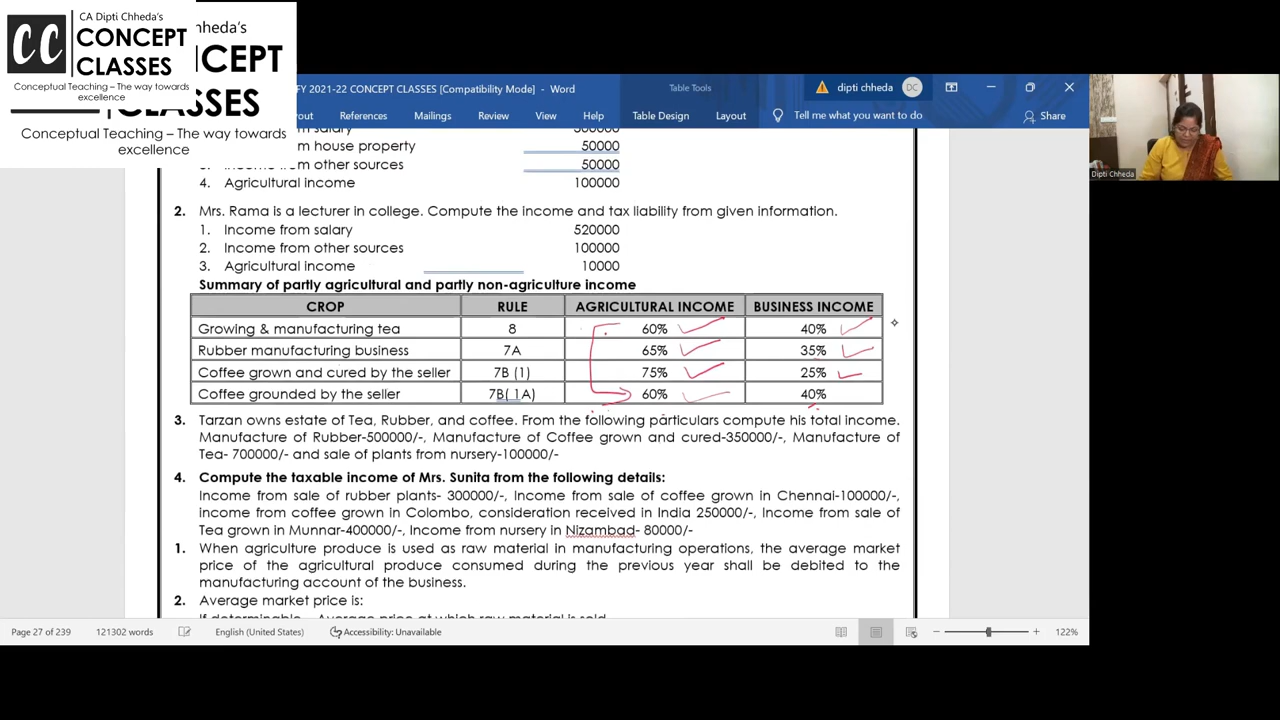 CA Dipti Chheda's
CONCEPT
CLASSES
Conceptual Teaching – The way towards
excellence
hheda's
CEPT
SSES
Conceptual Teaching – The way towards
excellence
FY 2021-22 CONCEPT CLASSES [Compatibility Mode] - Word
Table Tools
dipti chheda
DC
References
Mailings
Review
View
Help
Table Design
Layout
Tell me what you want to do
Share
Dipti Chheda
m house property 50000
m other sources 50000
4. Agricultural income 100000
2. Mrs. Rama is a lecturer in college. Compute the income and tax liability from given information.
1. Income from salary 520000
2. Income from other sources 100000
3. Agricultural income 10000
Summary of partly agricultural and partly non-agriculture income
CROP RULE AGRICULTURAL INCOME BUSINESS INCOME
Growing & manufacturing tea 8 60% 40%
Rubber manufacturing business 7A 65% 35%
Coffee grown and cured by the seller 7B (1) 75% 25%
Coffee grounded by the seller 7B( 1A) 60% 40%
3. Tarzan owns estate of Tea, Rubber, and coffee. From the following particulars compute his total income.
Manufacture of Rubber-500000/-, Manufacture of Coffee grown and cured-350000/-, Manufacture of
Tea- 700000/- and sale of plants from nursery-100000/-
4. Compute the taxable income of Mrs. Sunita from the following details:
Income from sale of rubber plants- 300000/-, Income from sale of coffee grown in Chennai-100000/-,
income from coffee grown in Colombo, consideration received in India 250000/-, Income from sale of
Tea grown in Munnar-400000/-, Income from nursery in Nizambad- 80000/-
1. When agriculture produce is used as raw material in manufacturing operations, the average market
price of the agricultural produce consumed during the previous year shall be debited to the
manufacturing account of the business.
2. Average market price is:
Page 27 of 239
121302 words
English (United States)
Accessibility: Unavailable
122%